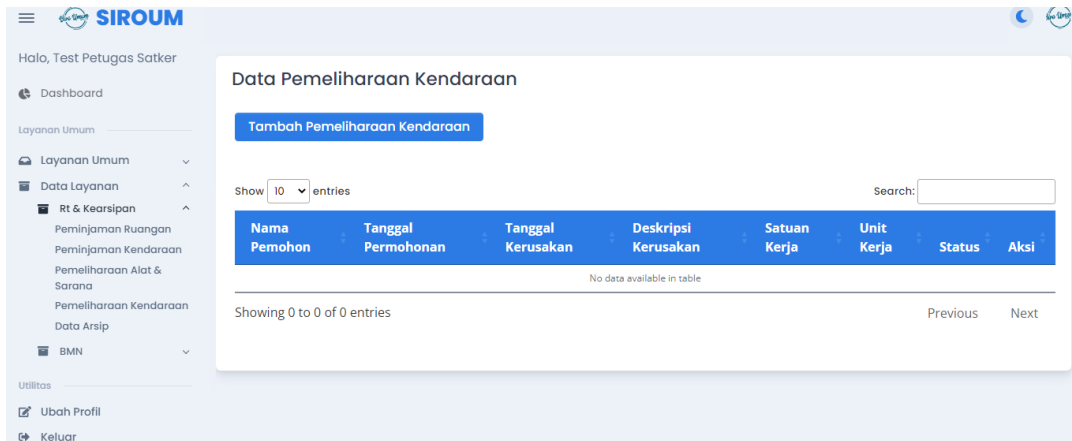 SIROUM
Halo, Test Petugas Satker
Dashboard
Layanan Umum
Layanan Umum
Data Layanan
Rt & Kearsipan
Peminjaman Ruangan
Peminjaman Kendaraan
Pemeliharaan Alat &
Sarana
Pemeliharaan Kendaraan
Data Arsip
BMN
Utilitas
Ubah Profil
Keluar
Data Pemeliharaan Kendaraan
Tambah Pemeliharaan Kendaraan
Show 10 entries
Search:
Nama Pemohon
Tanggal Permohonan
Tanggal Kerusakan
Deskripsi Kerusakan
Satuan Kerja
Unit Kerja
Status
Aksi
No data available in table
Showing 0 to 0 of 0 entries
Previous
Next